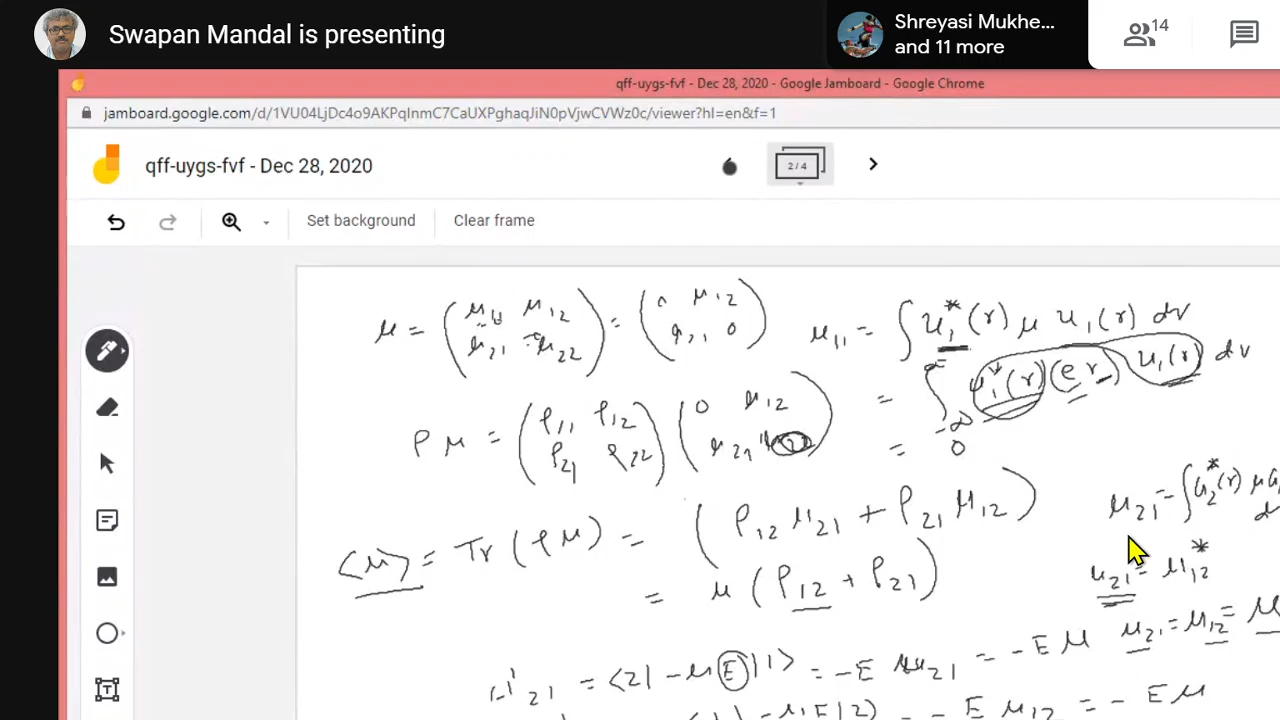 Swapan Mandal is presenting
Shreyasi Mukhe...
and 11 more
14
qff-uygs-fvf - Dec 28, 2020 - Google Jamboard - Google Chrome
jamboard.google.com/d/1VU04LjDc4o9AKPqInmC7CaUXPghaqJiN0pVjwCVWz0c/viewer?hl=en&f=1
qff-uygs-fvf - Dec 28, 2020
2/4
Set background
Clear frame
μ = (μ11 μ12 μ21 μ22) = (0 μ12 μ21 0)
μ11 = ∫ u1*(r) μ u1(r) dv
= ∫ u1*(r) (e r) u1(r) dv
= 0
ρ μ = (ρ11 ρ12 ρ21 ρ22) (0 μ12 μ21
<μ> = Tr (ρμ) = (ρ12 μ21 + ρ21 μ12)
= μ (ρ12 + ρ21)
μ21 = ∫ u2*(r) μ u
μ21 = μ12*
μ21 = μ12 = μ
21 = <2| - μ E |1> = - E μ21 = - E μ
- μ E |2> = - E μ12 = - E μ